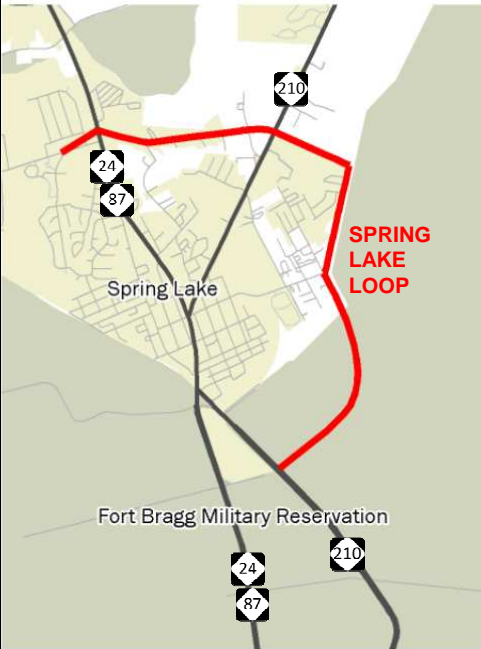 210
24
87
SPRING
LAKE
LOOP
Spring Lake
Fort Bragg Military Reservation
210
24
87